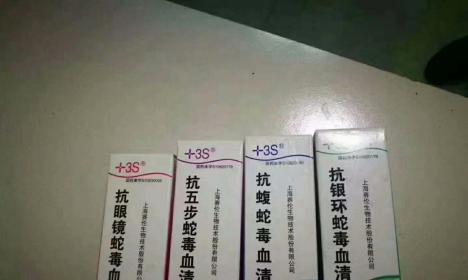 +3S®
抗眼镜蛇毒血
上海赛伦生物技术股份有限公司
+3S®
抗五步蛇毒血清
上海赛伦生物技术股份有限公司
+3S®
抗蝮蛇毒血清
上海赛伦生物技术股份有限公司
抗银环蛇毒血清
上海赛伦生物技术股份有限公司